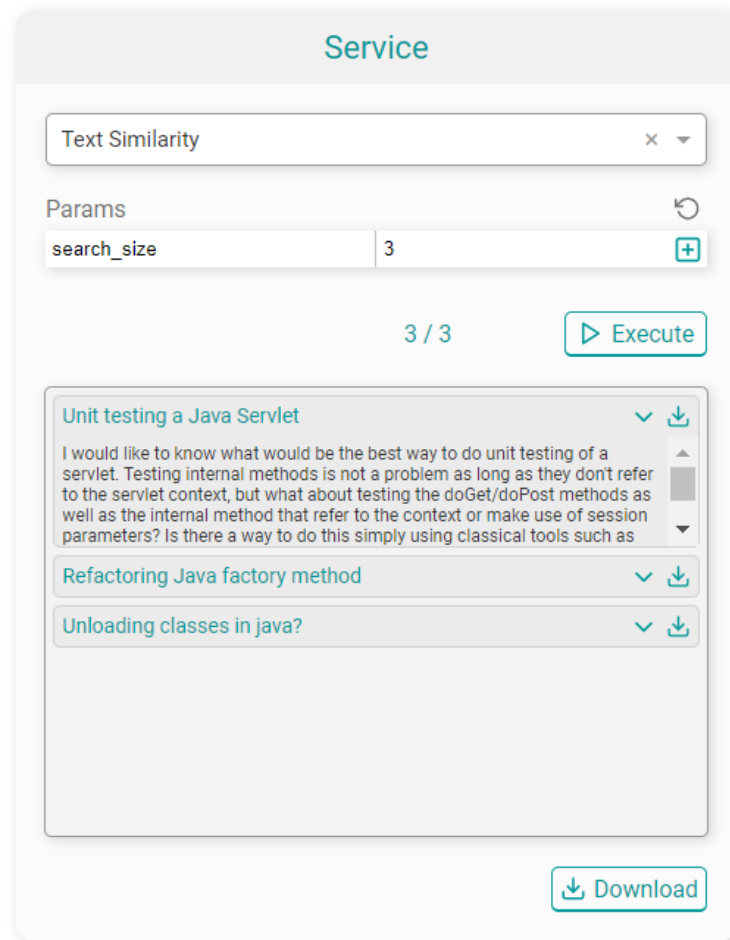 Service
Text Similarity
Params
search_size 3
3 / 3 Execute
Unit testing a Java Servlet
I would like to know what would be the best way to do unit testing of a
servlet. Testing internal methods is not a problem as long as they don't refer
to the servlet context, but what about testing the doGet/doPost methods as
well as the internal method that refer to the context or make use of session
parameters? Is there a way to do this simply using classical tools such as
Refactoring Java factory method
Unloading classes in java?
Download